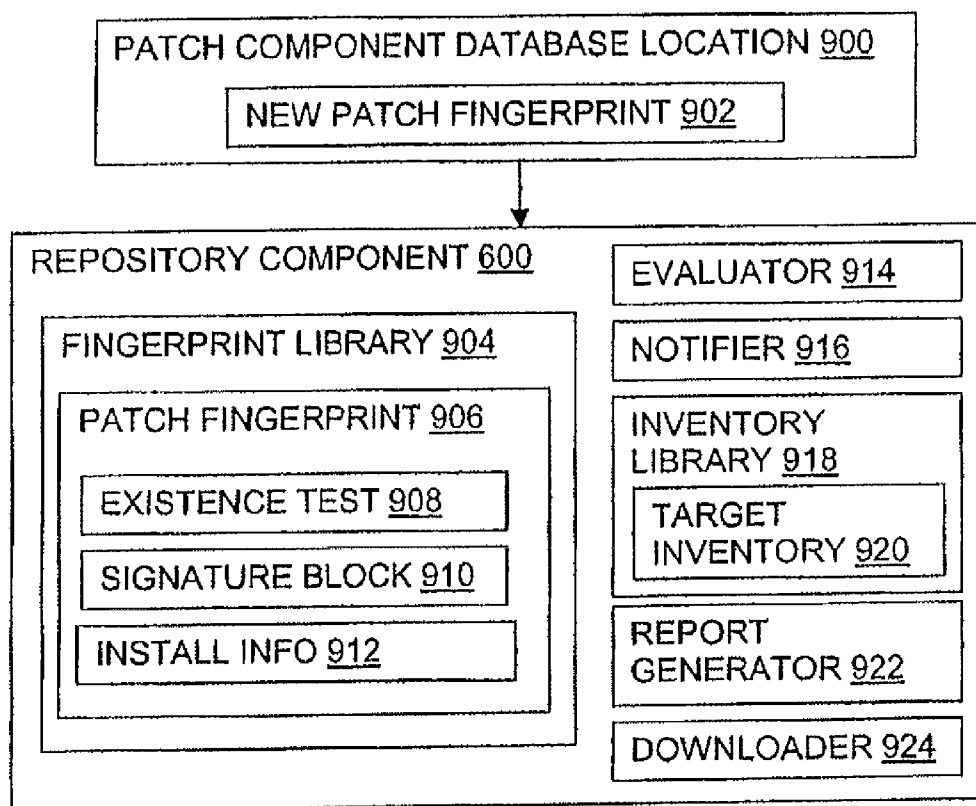 PATCH COMPONENT DATABASE LOCATION 900
NEW PATCH FINGERPRINT 902
REPOSITORY COMPONENT 600
FINGERPRINT LIBRARY 904
PATCH FINGERPRINT 906
EXISTENCE TEST 908
SIGNATURE BLOCK 910
INSTALL INFO 912
EVALUATOR 914
NOTIFIER 916
INVENTORY
LIBRARY 918
TARGET
INVENTORY 920
REPORT
GENERATOR 922
DOWNLOADER 924